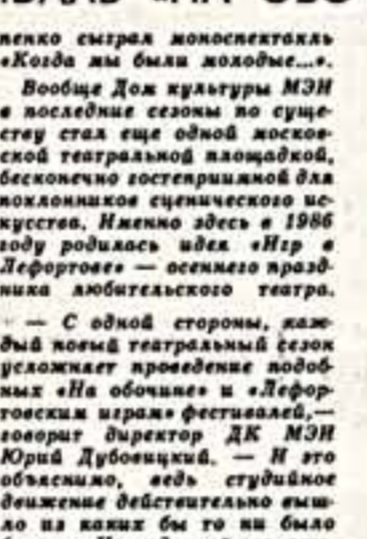 пенко сыграл моноспектакль
«Когда мы были молодые...».
Вообще Дом культуры МЭИ
в последние сезоны по суще-
ству стал еще одной москов-
ской театральной площадкой,
бесконечно гостеприимной для
поклонников сценического ис-
кусства. Именно здесь в 1986
году родилась идея «Игр в
Лефортове» — осеннего празд-
ника любительского театра.
— С одной стороны, каж-
дый новый театральный сезон
усложняет проведение подоб-
ных «На обочине» и «Лефор-
товским играм» фестивалей,—
говорит директор ДК МЭИ
Юрий Дубовицкий. — И это
объяснимо, ведь студийное
движение действительно выш-
ло из каких бы то ни было